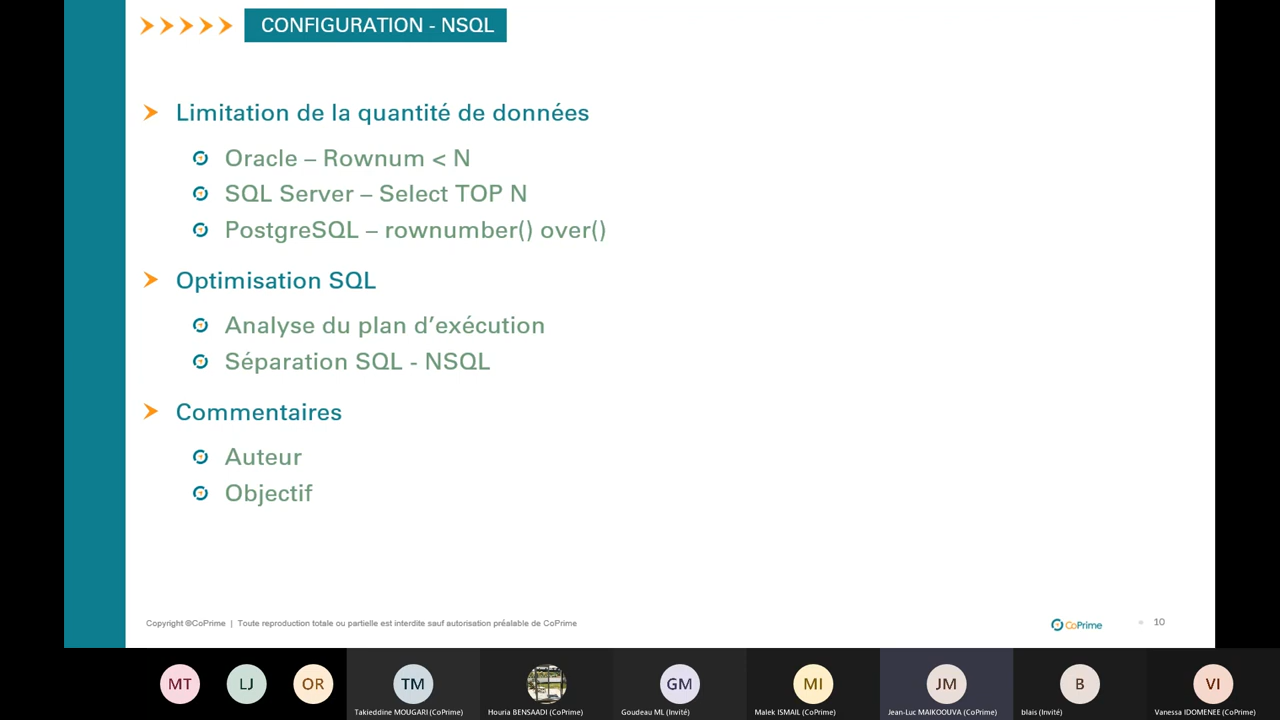 CONFIGURATION - NSQL
Limitation de la quantité de données
Oracle – Rownum < N
SQL Server – Select TOP N
PostgreSQL – rownumber() over()
Optimisation SQL
Analyse du plan d’exécution
Séparation SQL - NSQL
Commentaires
Auteur
Objectif
Copyright ©CoPrime | Toute reproduction totale ou partielle est interdite sauf autorisation préalable de CoPrime
CoPrime
10
MT LJ OR TM GM MI JM B VI
Takieddine MOUGARI (CoPrime) Houria BENSAADI (CoPrime) Goudeau ML (Invité) Malek ISMAIL (CoPrime) Jean-Luc MAIKOOUVA (CoPrime) blais (Invité) Vanessa IDOMENEE (CoPrime)